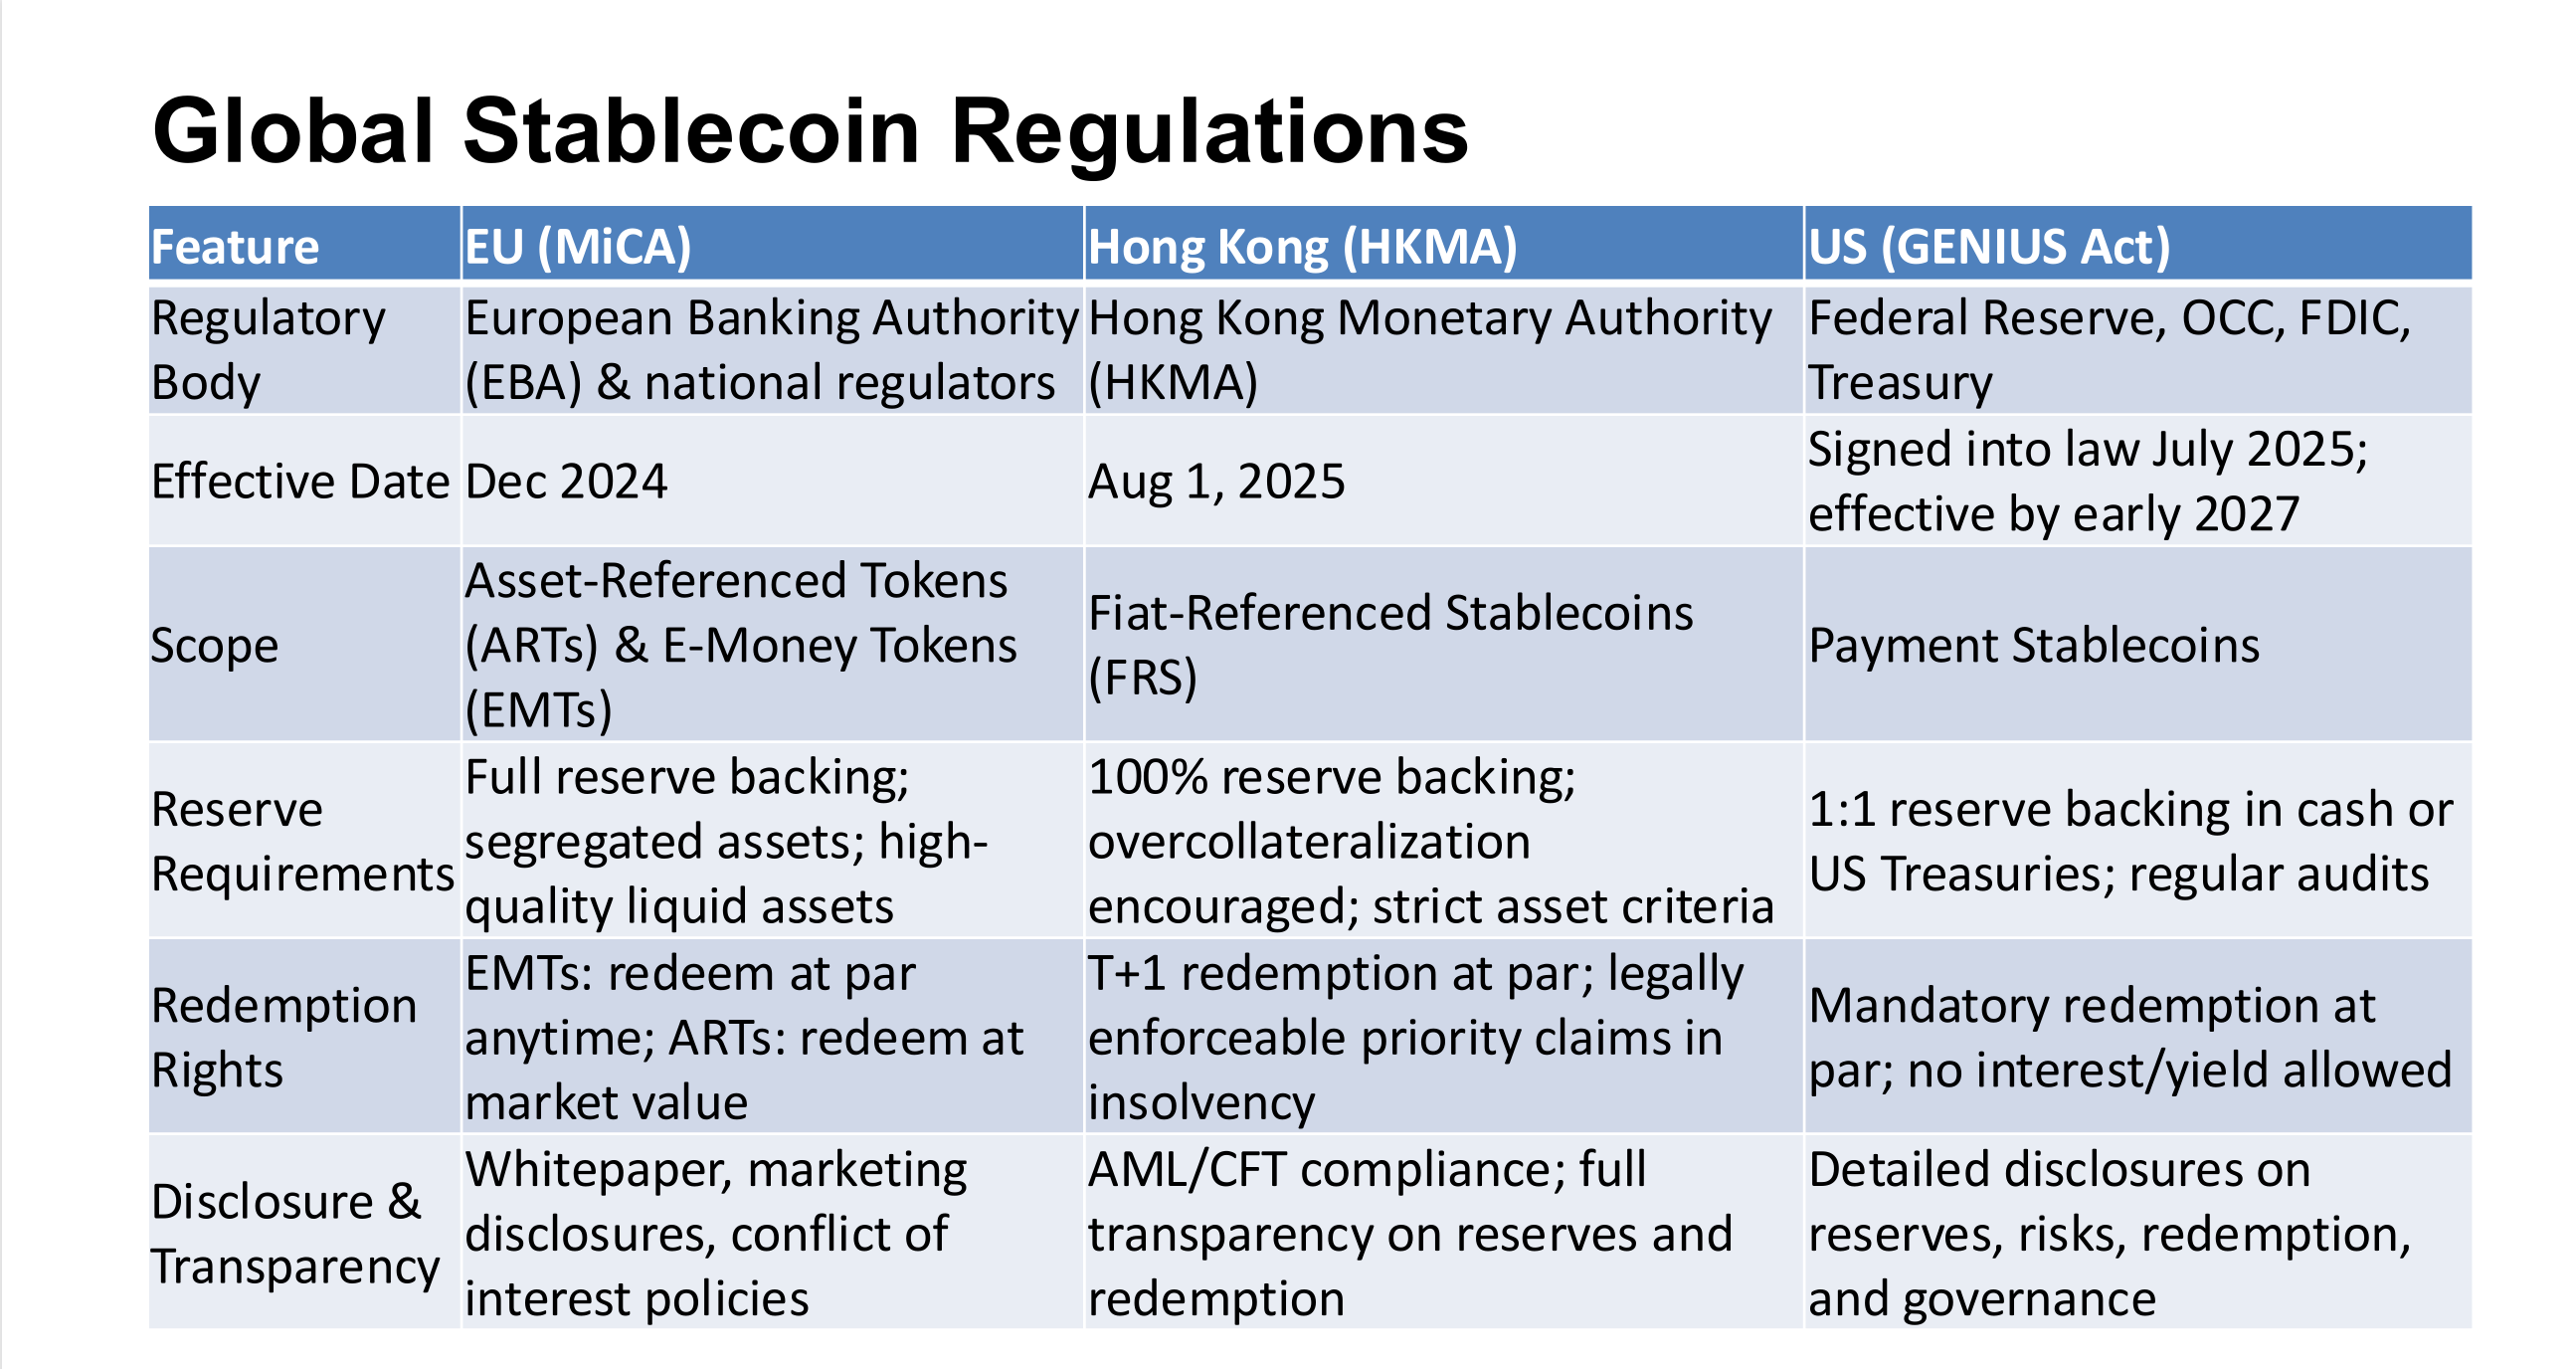 Global Stablecoin Regulations
Feature
EU (MiCA)
Hong Kong (HKMA)
US (GENIUS Act)
Regulatory
Body
European Banking Authority
(EBA) & national regulators
Hong Kong Monetary Authority
(HKMA)
Federal Reserve, OCC, FDIC,
Treasury
Effective Date
Dec 2024
Aug 1, 2025
Signed into law July 2025;
effective by early 2027
Scope
Asset-Referenced Tokens
(ARTs) & E-Money Tokens
(EMTs)
Fiat-Referenced Stablecoins
(FRS)
Payment Stablecoins
Reserve
Requirements
Full reserve backing;
segregated assets; high-
quality liquid assets
100% reserve backing;
overcollateralization
encouraged; strict asset criteria
1:1 reserve backing in cash or
US Treasuries; regular audits
Redemption
Rights
EMTs: redeem at par
anytime; ARTs: redeem at
market value
T+1 redemption at par; legally
enforceable priority claims in
insolvency
Mandatory redemption at
par; no interest/yield allowed
Disclosure &
Transparency
Whitepaper, marketing
disclosures, conflict of
interest policies
AML/CFT compliance; full
transparency on reserves and
redemption
Detailed disclosures on
reserves, risks, redemption,
and governance